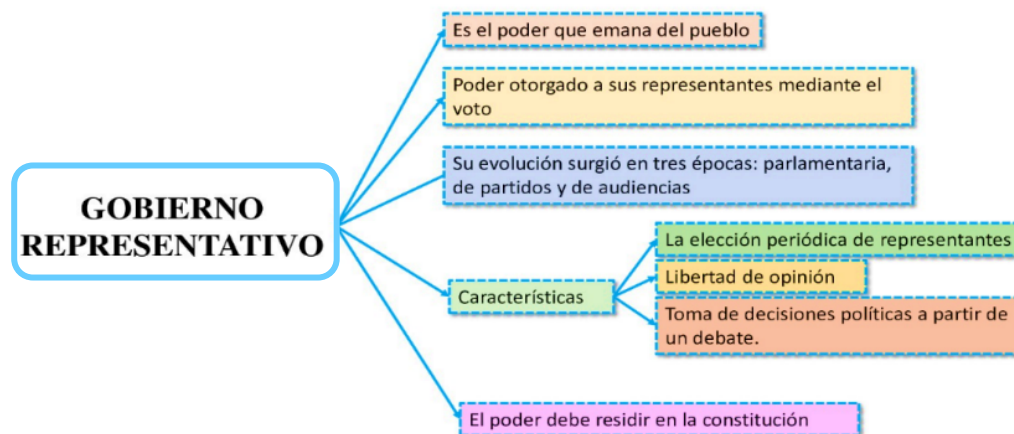 GOBIERNO
REPRESENTATIVO
Es el poder que emana del pueblo
Poder otorgado a sus representantes mediante el
voto
Su evolución surgió en tres épocas: parlamentaria,
de partidos y de audiencias
Características
La elección periódica de representantes
Libertad de opinión
Toma de decisiones políticas a partir de
un debate.
El poder debe residir en la constitución